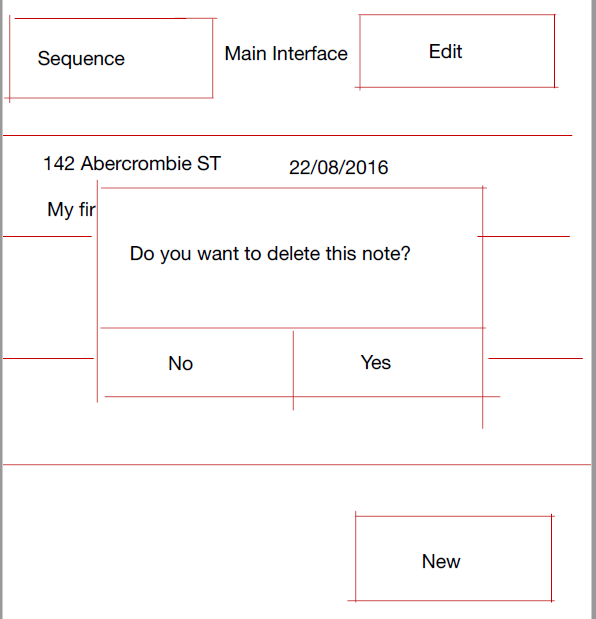 Sequence
Main Interface
Edit
142 Abercrombie ST
22/08/2016
My fir
Do you want to delete this note?
No
Yes
New